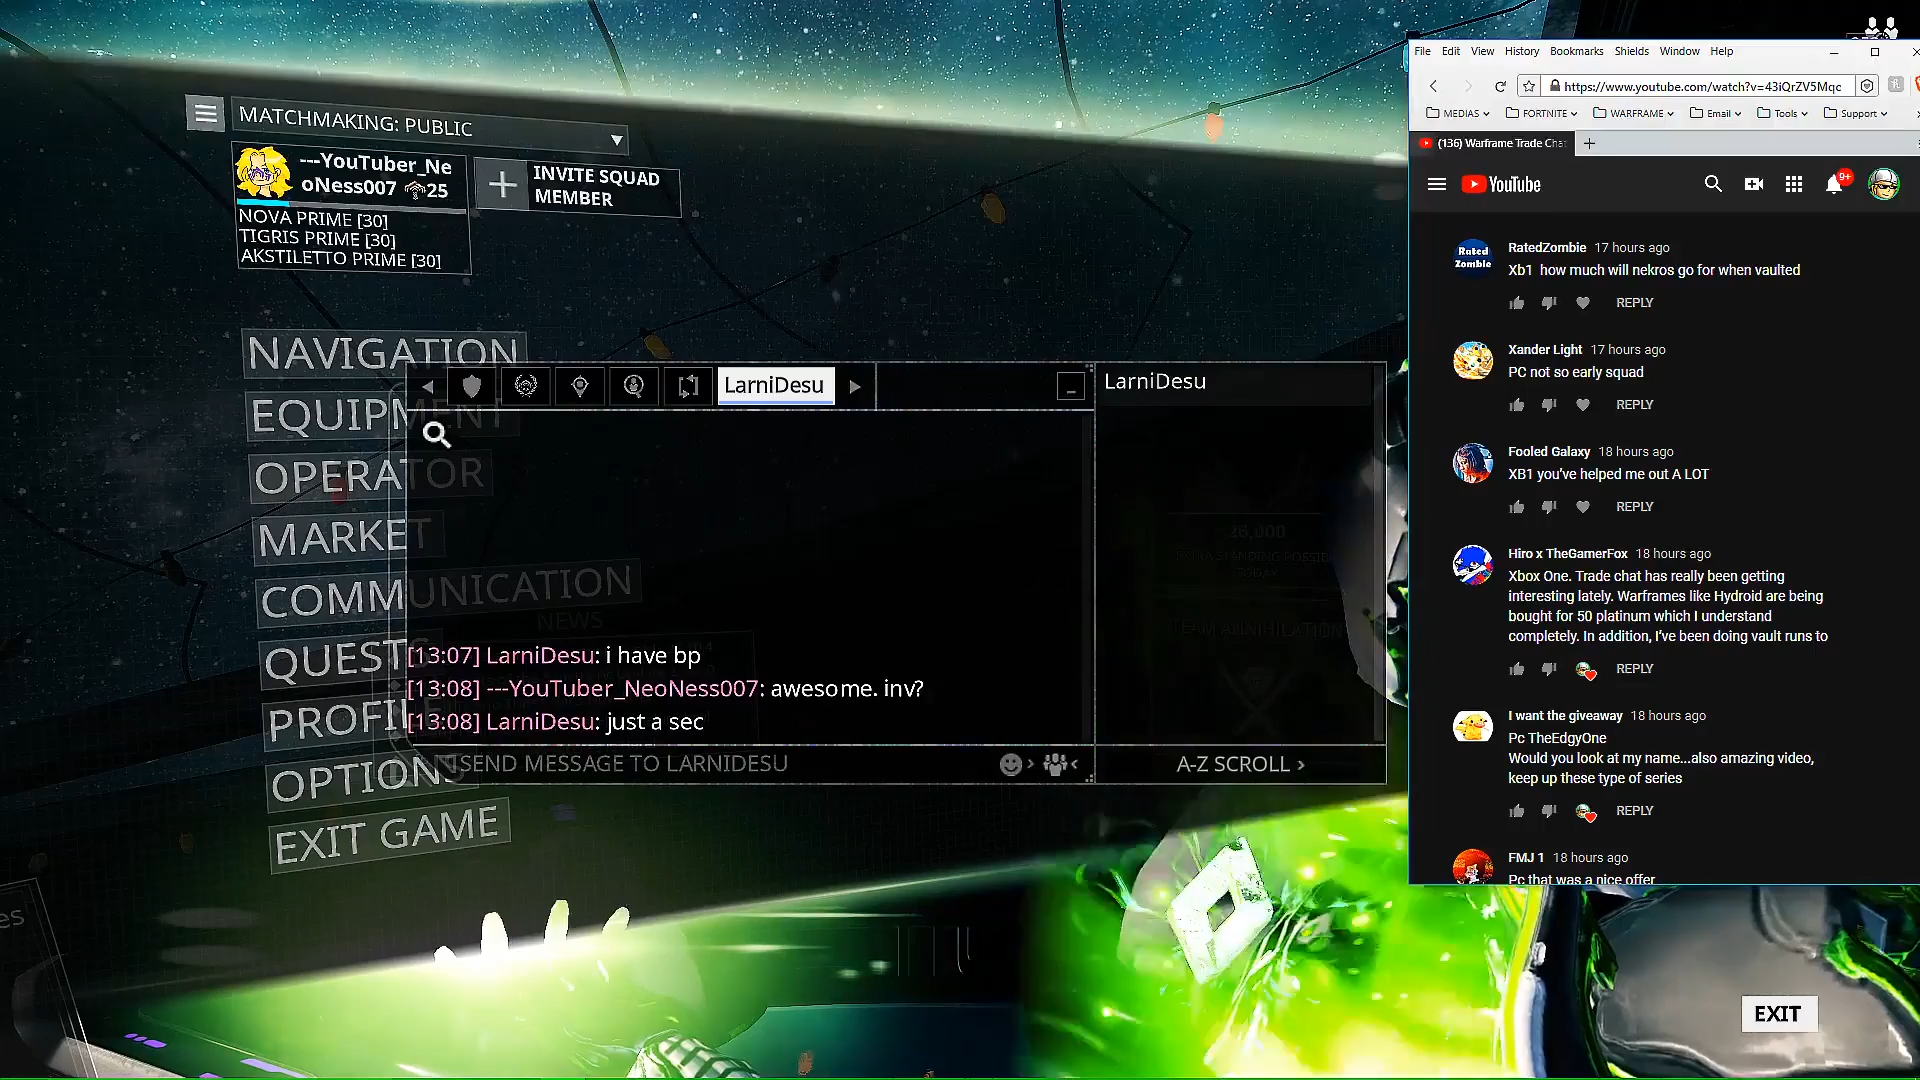 MATCHMAKING: PUBLIC
---YouTuber_Ne
oNess007 25
NOVA PRIME [30]
TIGRIS PRIME [30]
AKSTILETTO PRIME [30]
INVITE SQUAD
MEMBER
NAVIGATION
EQUIPMENT
OPERATOR
MARKET
COMMUNICATION
NEWS
QUESTS
PROFILE
OPTIONS
EXIT GAME
LarniDesu
LarniDesu
26,000
TODAY
TEAM ANNIHILATION
[13:07] LarniDesu: i have bp
[13:08] ---YouTuber_NeoNess007: awesome. inv?
[13:08] LarniDesu: just a sec
SEND MESSAGE TO LARNIDESU
A-Z SCROLL >
File Edit View History Bookmarks Shields Window Help
https://www.youtube.com/watch?v=43iQrZV5Mqc
MEDIAS FORTNITE WARFRAME Email Tools Support
(136) Warframe Trade Cha
YouTube
9+
Rated
Zombie
RatedZombie 17 hours ago
Xb1 how much will nekros go for when vaulted
REPLY
Xander Light 17 hours ago
PC not so early squad
REPLY
Fooled Galaxy 18 hours ago
XB1 you've helped me out A LOT
REPLY
Hiro x TheGamerFox 18 hours ago
Xbox One. Trade chat has really been getting
interesting lately. Warframes like Hydroid are being
bought for 50 platinum which I understand
completely. In addition, I've been doing vault runs to
REPLY
I want the giveaway 18 hours ago
Pc TheEdgyOne
Would you look at my name...also amazing video,
keep up these type of series
REPLY
FMJ 1 18 hours ago
Pc that was a nice offer
EXIT